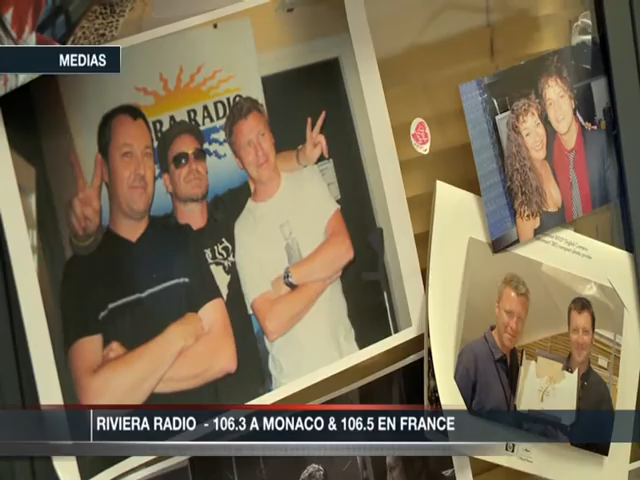 MEDIAS
RA RADIO
RIVIERA RADIO - 106.3 A MONACO & 106.5 EN FRANCE